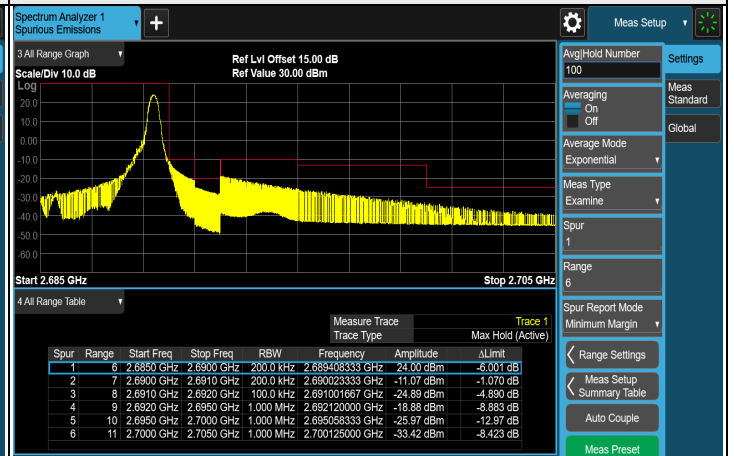 Spectrum Analyzer 1
Spurious Emissions
Meas Setup
3 All Range Graph
Ref Lvl Offset 15.00 dB
Scale/Div 10.0 dB
Ref Value 30.00 dBm
Log
20.0
10.0
0.00
-10.0
-20.0
-30.0
-40.0
-50.0
-60.0
Start 2.685 GHz
Stop 2.705 GHz
4 All Range Table
Measure Trace Trace 1
Trace Type Max Hold (Active)
Spur Range Start Freq Stop Freq RBW Frequency Amplitude ΔLimit
1 6 2.6850 GHz 2.6900 GHz 200.0 kHz 2.689408333 GHz 24.00 dBm -6.001 dB
2 7 2.6900 GHz 2.6910 GHz 200.0 kHz 2.690023333 GHz -11.07 dBm -1.070 dB
3 8 2.6910 GHz 2.6920 GHz 100.0 kHz 2.691001667 GHz -24.89 dBm -4.890 dB
4 9 2.6920 GHz 2.6950 GHz 1.000 MHz 2.692120000 GHz -18.88 dBm -8.883 dB
5 10 2.6950 GHz 2.7000 GHz 1.000 MHz 2.695058333 GHz -25.97 dBm -12.97 dB
6 11 2.7000 GHz 2.7050 GHz 1.000 MHz 2.700125000 GHz -33.42 dBm -8.423 dB
Avg|Hold Number
100
Averaging
On
Off
Average Mode
Exponential
Meas Type
Examine
Spur
1
Range
6
Spur Report Mode
Minimum Margin
Range Settings
Meas Setup
Summary Table
Auto Couple
Meas Preset
Settings
Meas
Standard
Global